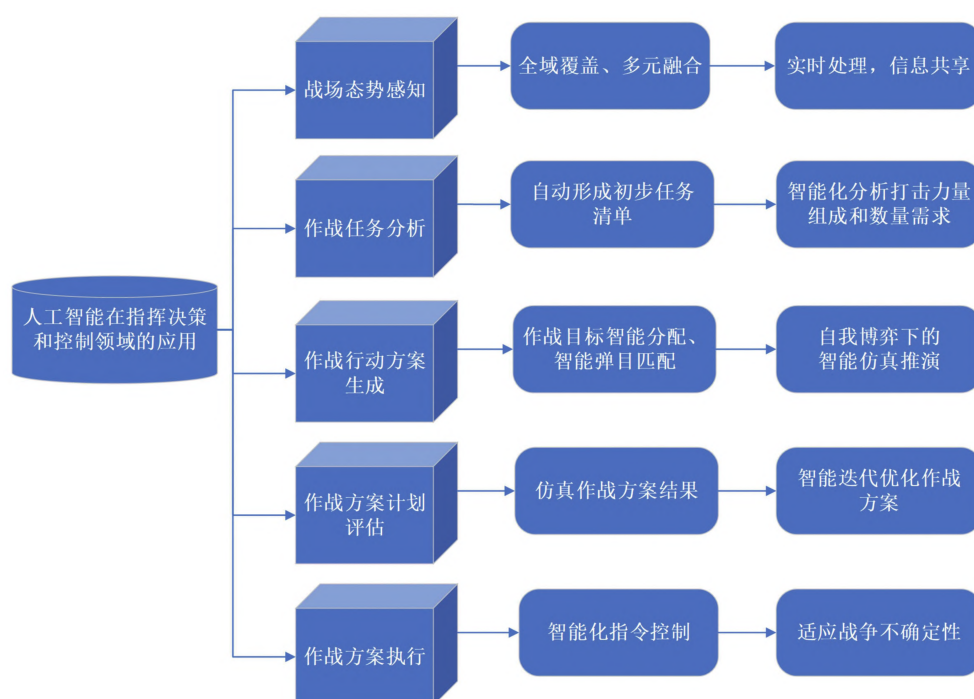 人工智能在指挥决策
和控制领域的应用
战场态势感知
全域覆盖、多元融合
实时处理，信息共享
作战任务分析
自动形成初步任务
清单
智能化分析打击力量
组成和数量需求
作战行动方案
生成
作战目标智能分配、
智能弹目匹配
自我博弈下的
智能仿真推演
作战方案计划
评估
仿真作战方案结果
智能迭代优化作战
方案
作战方案执行
智能化指令控制
适应战争不确定性